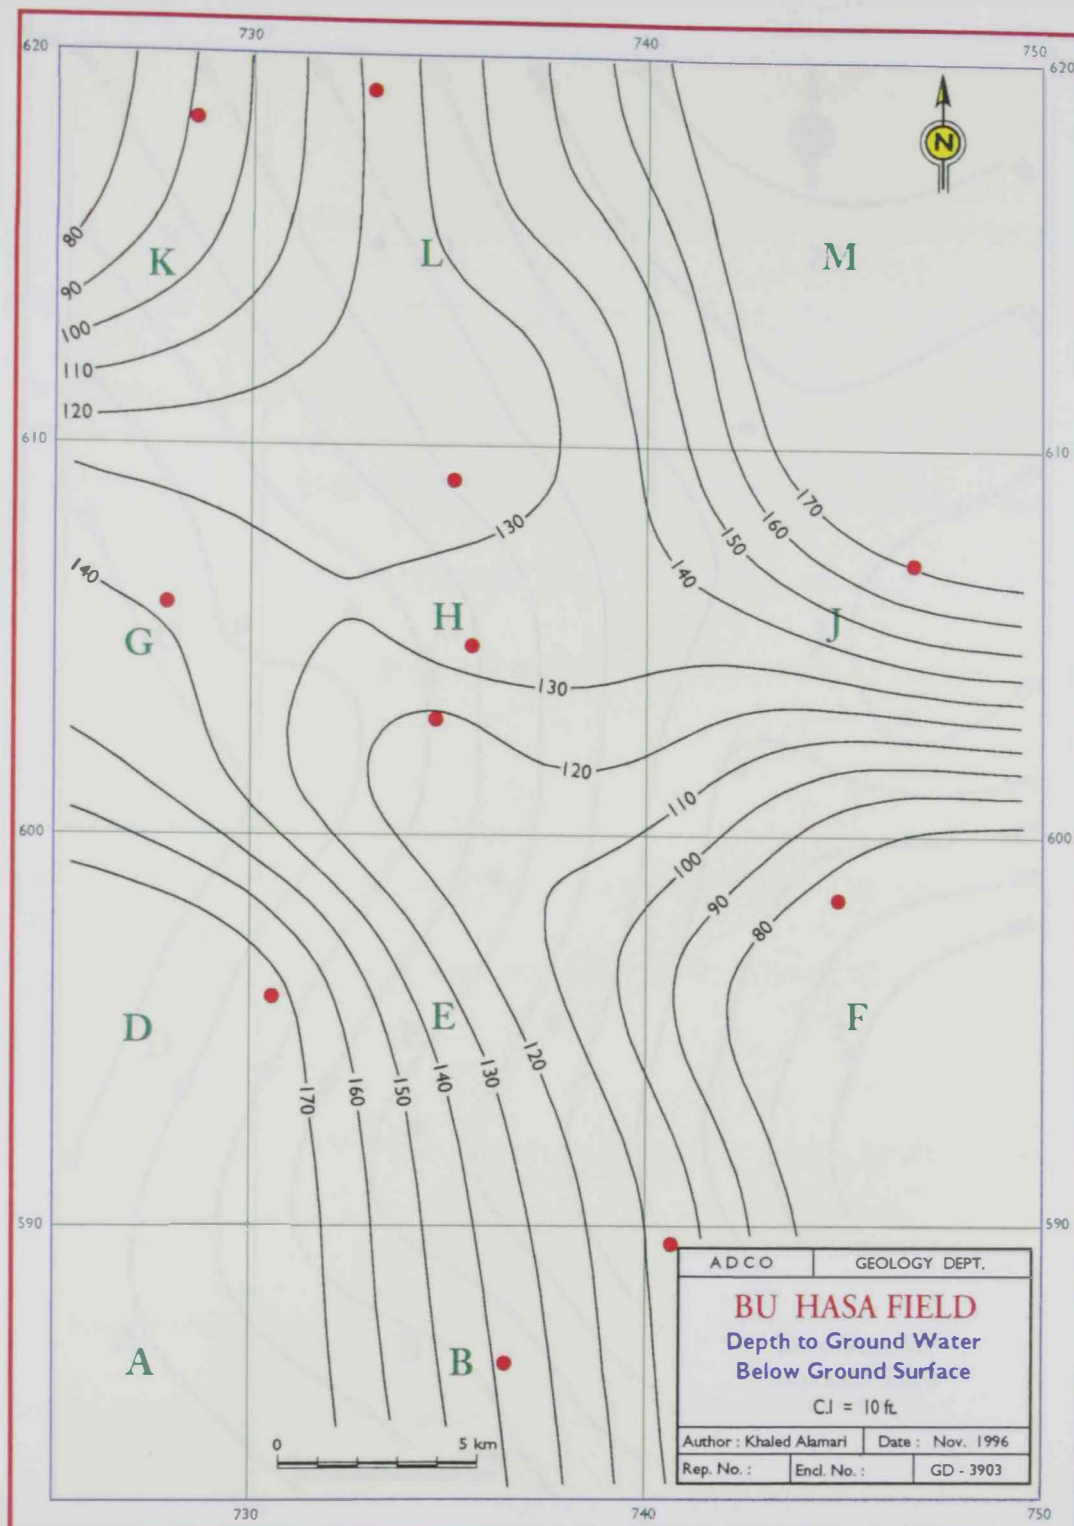 730 740 750
620 620
N
80
K L M
90
100
110
120
610 610
170
130 160
150
140 140
H J
G
130
120
110
600 600
100
90
80
D E F
120
170 160 150 140 130
590 590
ADCO GEOLOGY DEPT.
BU HASA FIELD
Depth to Ground Water
Below Ground Surface
C.I = 10 ft.
A B
Author : Khaled Alamari Date : Nov. 1996
0 5 km
Rep. No. : Encl. No. : GD - 3903
730 740 750